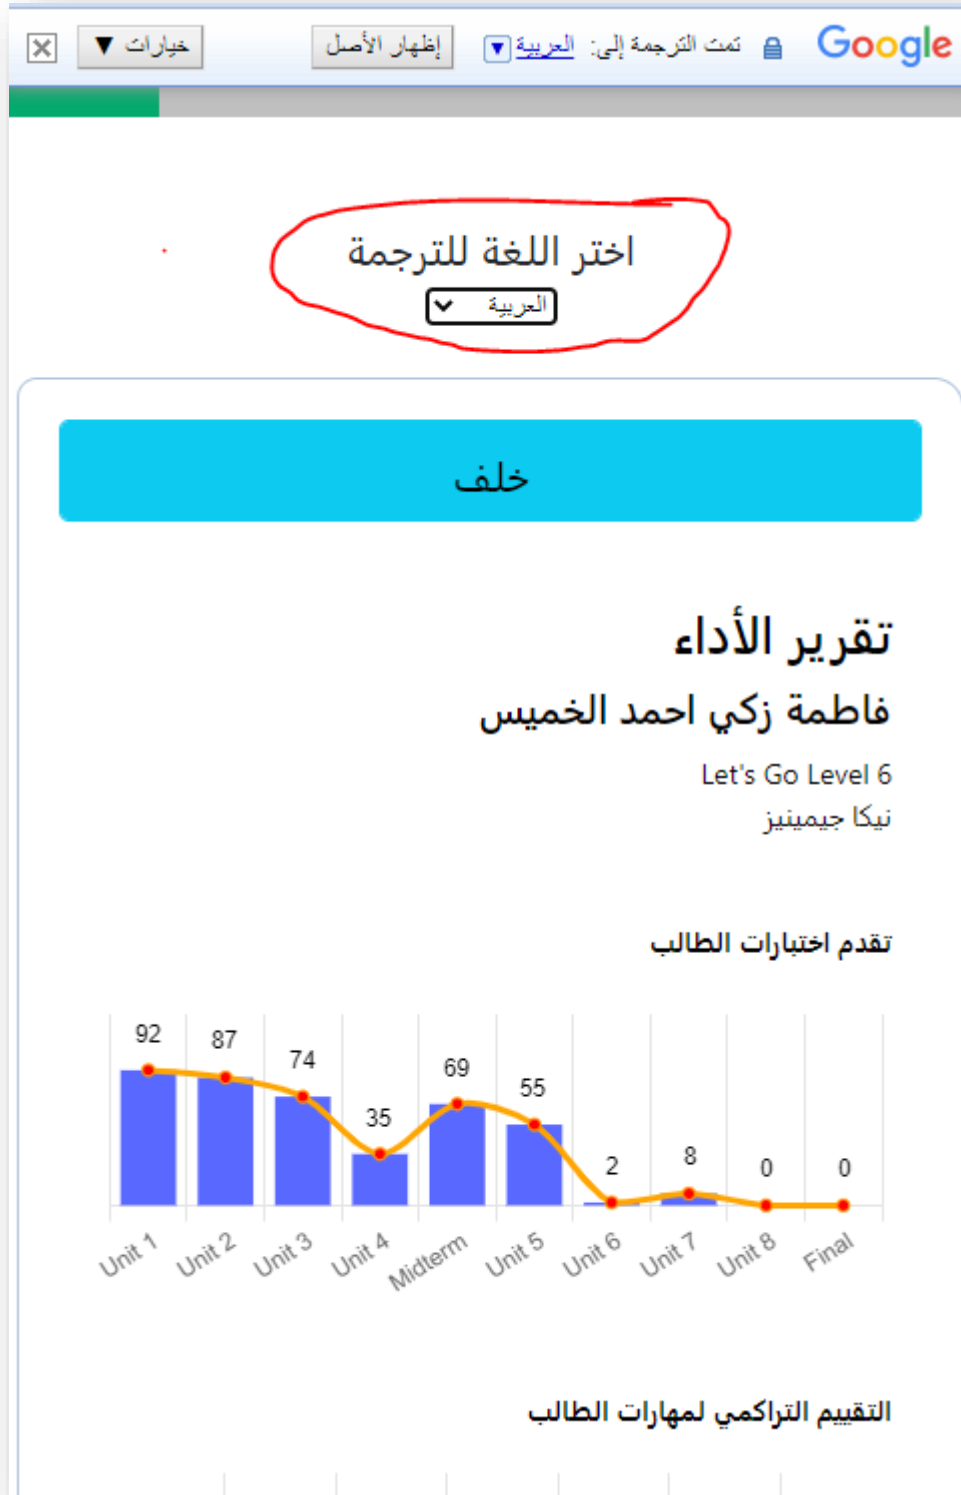 Google تمت الترجمة إلى: العربية إظهار الأصل خيارات
اختر اللغة للترجمة
العربية
خلف
تقرير الأداء
فاطمة زكي احمد الخميس
Let's Go Level 6
نيكا جيمينيز
تقدم اختبارات الطالب
92 87 74 35 69 55 2 8 0 0
Unit 1 Unit 2 Unit 3 Unit 4 Midterm Unit 5 Unit 6 Unit 7 Unit 8 Final
التقييم التراكمي لمهارات الطالب